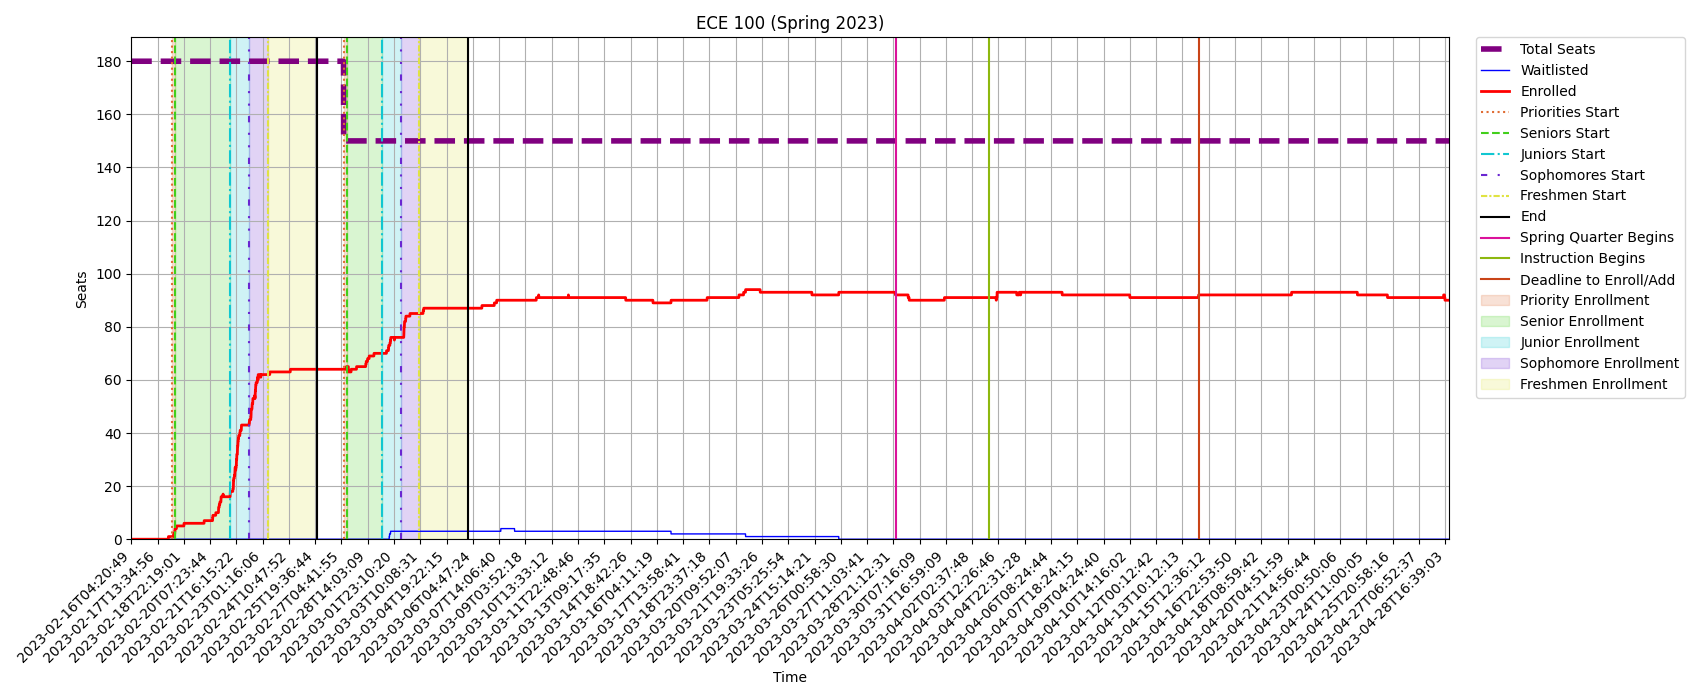 ECE 100 (Spring 2023)
Seats
180
160
140
120
100
80
60
40
20
0
2023-02-16T04:20:49
2023-02-17T13:34:56
2023-02-18T22:19:01
2023-02-20T07:23:44
2023-02-21T16:15:22
2023-02-23T01:16:06
2023-02-24T10:47:52
2023-02-25T19:36:44
2023-02-27T04:41:55
2023-02-28T14:03:09
2023-03-01T23:10:20
2023-03-03T10:08:31
2023-03-04T19:22:15
2023-03-06T04:47:24
2023-03-07T14:06:40
2023-03-09T03:52:18
2023-03-10T13:33:12
2023-03-11T22:48:46
2023-03-13T09:17:35
2023-03-14T18:42:26
2023-03-16T04:11:19
2023-03-17T13:58:41
2023-03-18T23:37:18
2023-03-20T09:52:07
2023-03-21T19:33:26
2023-03-23T05:25:54
2023-03-24T15:14:21
2023-03-26T00:58:30
2023-03-27T11:03:41
2023-03-28T21:12:31
2023-03-30T07:16:09
2023-03-31T16:59:09
2023-04-02T02:37:48
2023-04-03T12:26:46
2023-04-04T22:31:28
2023-04-06T08:24:44
2023-04-07T18:24:15
2023-04-09T04:24:40
2023-04-10T14:16:02
2023-04-12T00:12:42
2023-04-13T10:12:13
2023-04-15T12:36:12
2023-04-16T22:53:50
2023-04-18T08:59:42
2023-04-20T04:51:59
2023-04-21T14:56:44
2023-04-23T00:50:06
2023-04-24T11:00:05
2023-04-25T20:58:16
2023-04-27T06:52:37
2023-04-28T16:39:03
Time
Total Seats
Waitlisted
Enrolled
Priorities Start
Seniors Start
Juniors Start
Sophomores Start
Freshmen Start
End
Spring Quarter Begins
Instruction Begins
Deadline to Enroll/Add
Priority Enrollment
Senior Enrollment
Junior Enrollment
Sophomore Enrollment
Freshmen Enrollment